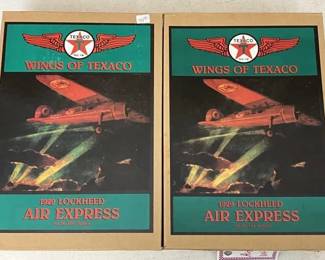 TEXACO
WINGS OF TEXACO
1929 LOCKHEED
AIR EXPRESS
TEXACO
WINGS OF TEXACO
1929 LOCKHEED
AIR EXPRESS